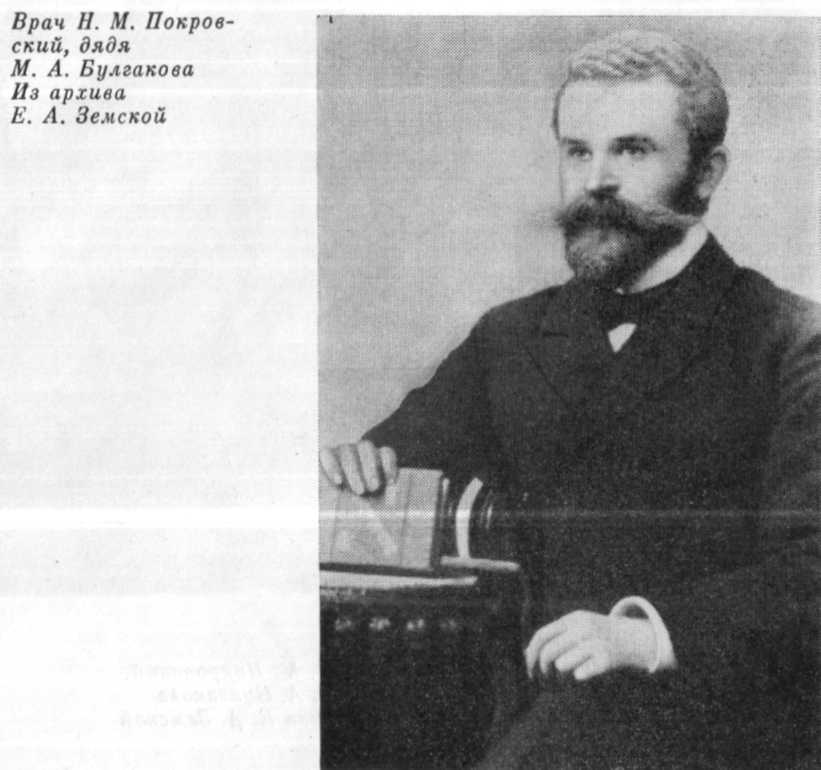 Врач Н. М. Покров-
ский, дядя
М. А. Булгакова
Из архива
Е. А. Земской